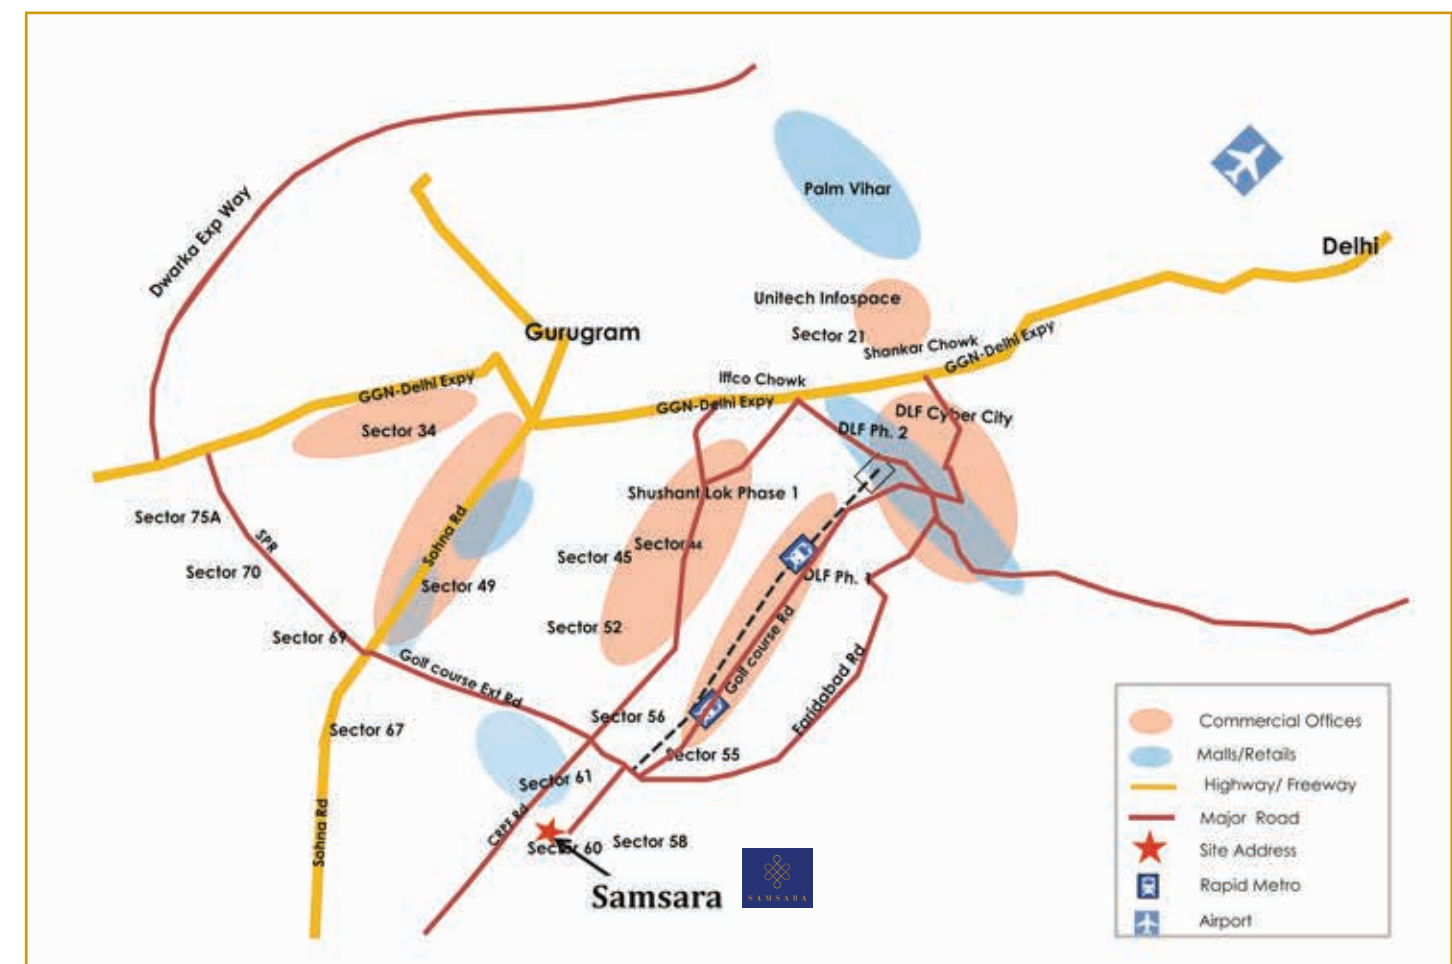 Palm Vihar
Dwarka Exp Way
Delhi
Unitech Infospace
Gurugram
Sector 21
Shankar Chowk
GGN-Delhi Expy
Iffco Chowk
GGN-Delhi Expy
GGN-Delhi Expy
DLF Cyber City
Sector 34
DLF Ph. 2
Shushant Lok Phase 1
Sector 75A
Sohna Rd
SPR
Sector 45
Sector 44
Sector 70
Sector 49
DLF Ph. 1
Sector 52
Sector 69
Golf course Rd
Golf course Ext Rd
Faridabad Rd
Sector 56
Sector 67
Sector 55
Sector 61
CRPF Rd
Sohna Rd
Sector 60
Sector 58
Samsara
SAMSARA
Commercial Offices
Malls/Retails
Highway/ Freeway
Major Road
Site Address
Rapid Metro
Airport